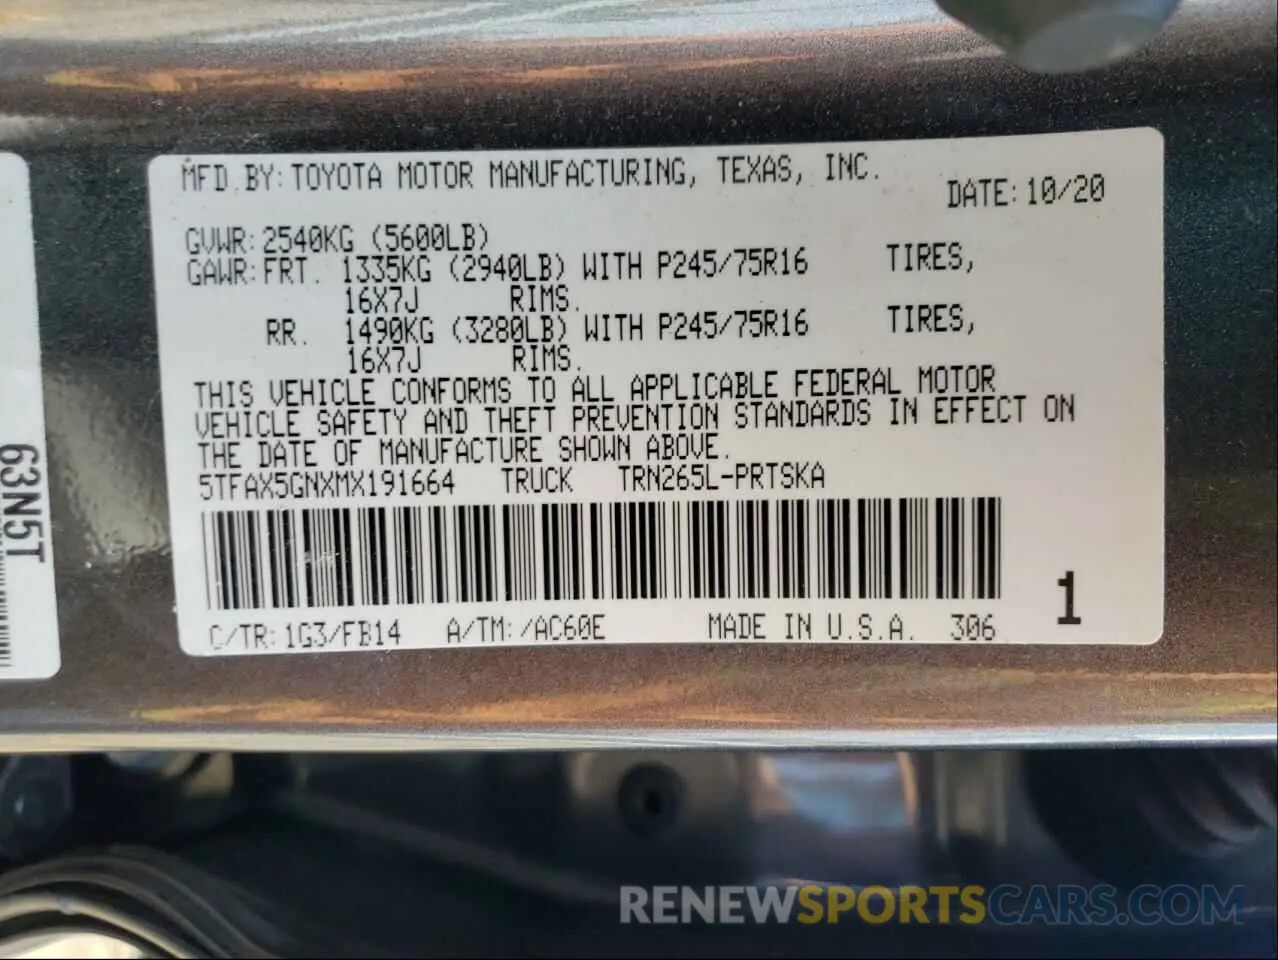 MFD.BY:TOYOTA MOTOR MANUFACTURING, TEXAS, INC.
DATE:10/20
GVWR:2540KG (5600LB)
GAWR:FRT. 1335KG (2940LB) WITH P245/75R16 TIRES,
16X7J RIMS.
RR. 1490KG (3280LB) WITH P245/75R16 TIRES,
16X7J RIMS.
THIS VEHICLE CONFORMS TO ALL APPLICABLE FEDERAL MOTOR
VEHICLE SAFETY AND THEFT PREVENTION STANDARDS IN EFFECT ON
THE DATE OF MANUFACTURE SHOWN ABOVE.
5TFAX5GNXMX191664 TRUCK TRN265L-PRTSKA
C/TR:1G3/FB14 A/TM:/AC60E MADE IN U.S.A. 306
1
63N5T
RENEWSPORTSCARS.COM